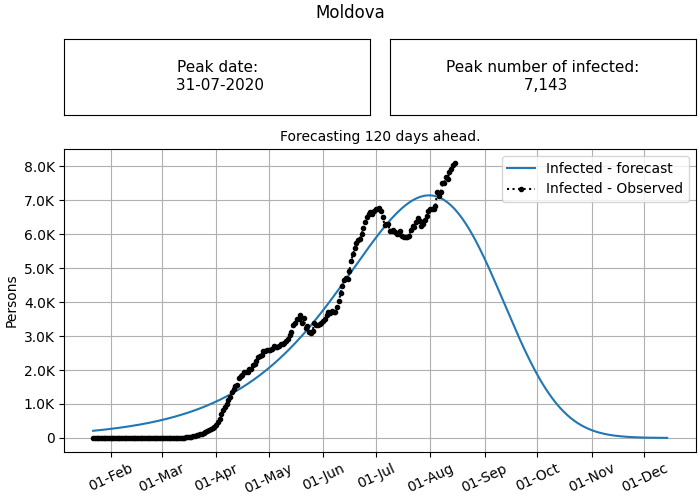 Moldova
Peak date:
31-07-2020
Peak number of infected:
7,143
Forecasting 120 days ahead.
Infected - forecast
Infected - Observed
8.0K
7.0K
6.0K
5.0K
4.0K
3.0K
2.0K
1.0K
0
Persons
01-Feb
01-Mar
01-Apr
01-May
01-Jun
01-Jul
01-Aug
01-Sep
01-Oct
01-Nov
01-Dec